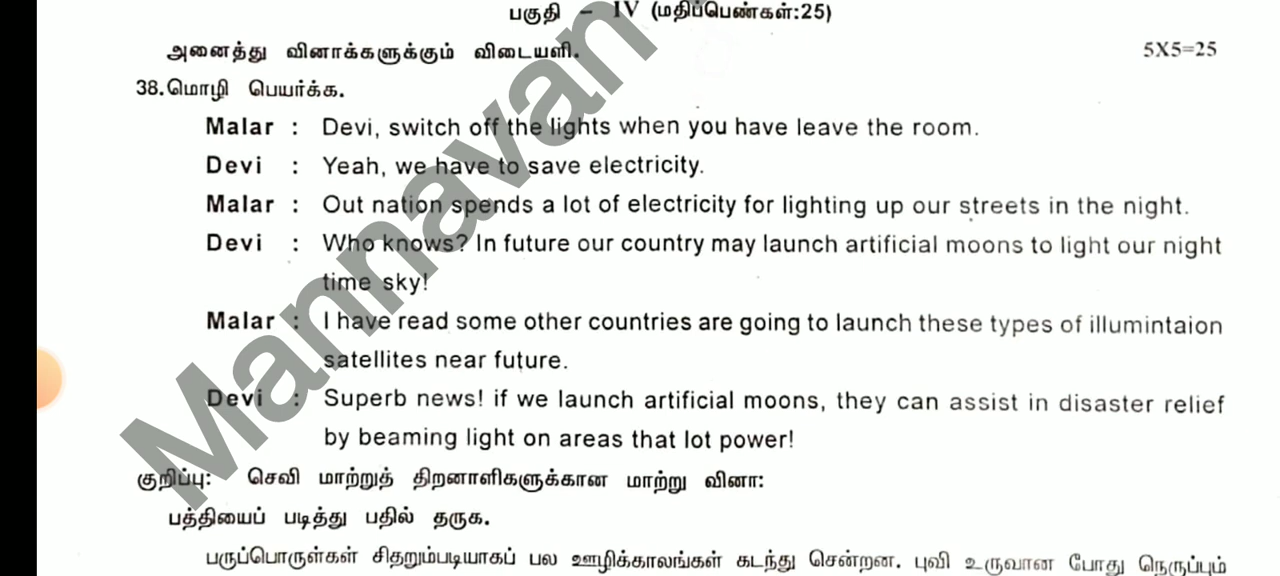 பகுதி – IV (மதிப்பெண்கள்:25)
அனைத்து வினாக்களுக்கும் விடையளி. 5X5=25
38.மொழி பெயர்க்க.
Malar : Devi, switch off the lights when you have leave the room.
Devi : Yeah, we have to save electricity.
Malar : Out nation spends a lot of electricity for lighting up our streets in the night.
Devi : Who knows? In future our country may launch artificial moons to light our night
time sky!
Malar : I have read some other countries are going to launch these types of illumintaion
satellites near future.
Devi : Superb news! if we launch artificial moons, they can assist in disaster relief
by beaming light on areas that lot power!
குறிப்பு: செவி மாற்றுத் திறனாளிகளுக்கான மாற்று வினா:
பத்தியைப் படித்து பதில் தருக.
பருப்பொருள்கள் சிதறும்படியாகப் பல ஊழிக்காலங்கள் கடந்து சென்றன. புவி உருவான போது நெருப்பும்
Mannavan